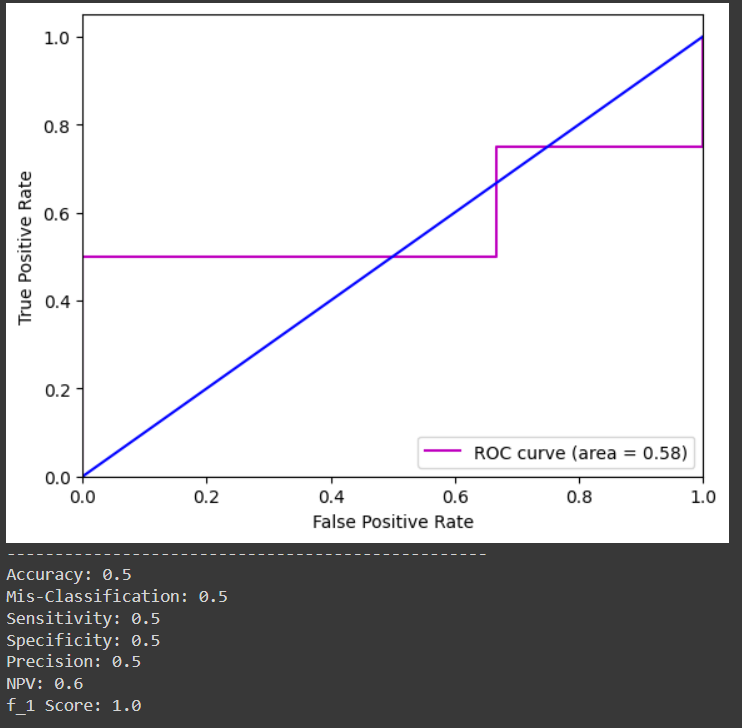 1.0
0.8
0.6
0.4
0.2
0.0
True Positive Rate
ROC curve (area = 0.58)
0.0 0.2 0.4 0.6 0.8 1.0
False Positive Rate
--------------------------------------------------
Accuracy: 0.5
Mis-Classification: 0.5
Sensitivity: 0.5
Specificity: 0.5
Precision: 0.5
NPV: 0.6
f_1 Score: 1.0